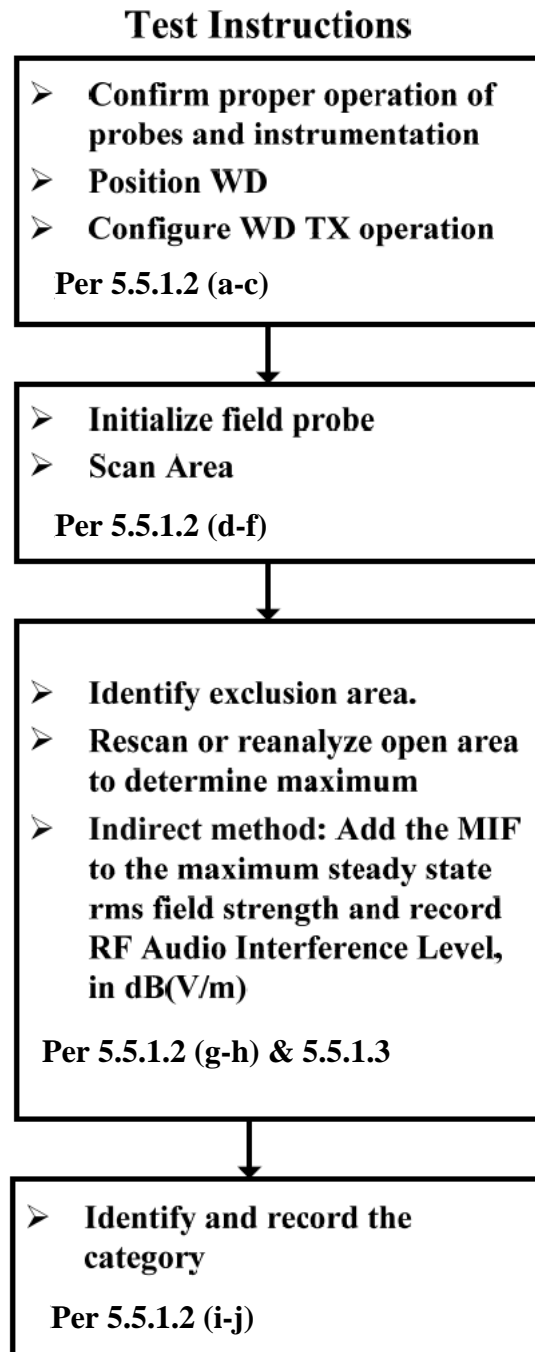 Test Instructions
➢ Confirm proper operation of
probes and instrumentation
➢ Position WD
➢ Configure WD TX operation
Per 5.5.1.2 (a-c)
➢ Initialize field probe
➢ Scan Area
Per 5.5.1.2 (d-f)
➢ Identify exclusion area.
➢ Rescan or reanalyze open area
to determine maximum
➢ Indirect method: Add the MIF
to the maximum steady state
rms field strength and record
RF Audio Interference Level,
in dB(V/m)
Per 5.5.1.2 (g-h) & 5.5.1.3
➢ Identify and record the
category
Per 5.5.1.2 (i-j)